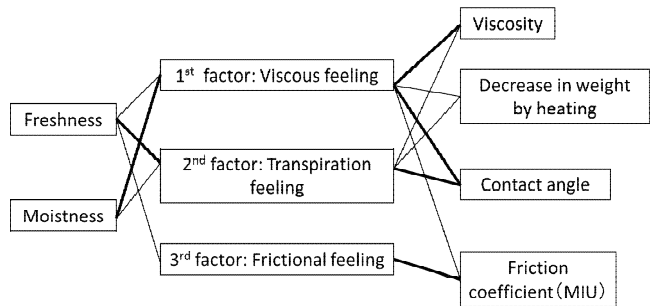 Freshness
Moistness
1st factor: Viscous feeling
2nd factor: Transpiration
feeling
3rd factor: Frictional feeling
Viscosity
Decrease in weight
by heating
Contact angle
Friction
coefficient(MIU)